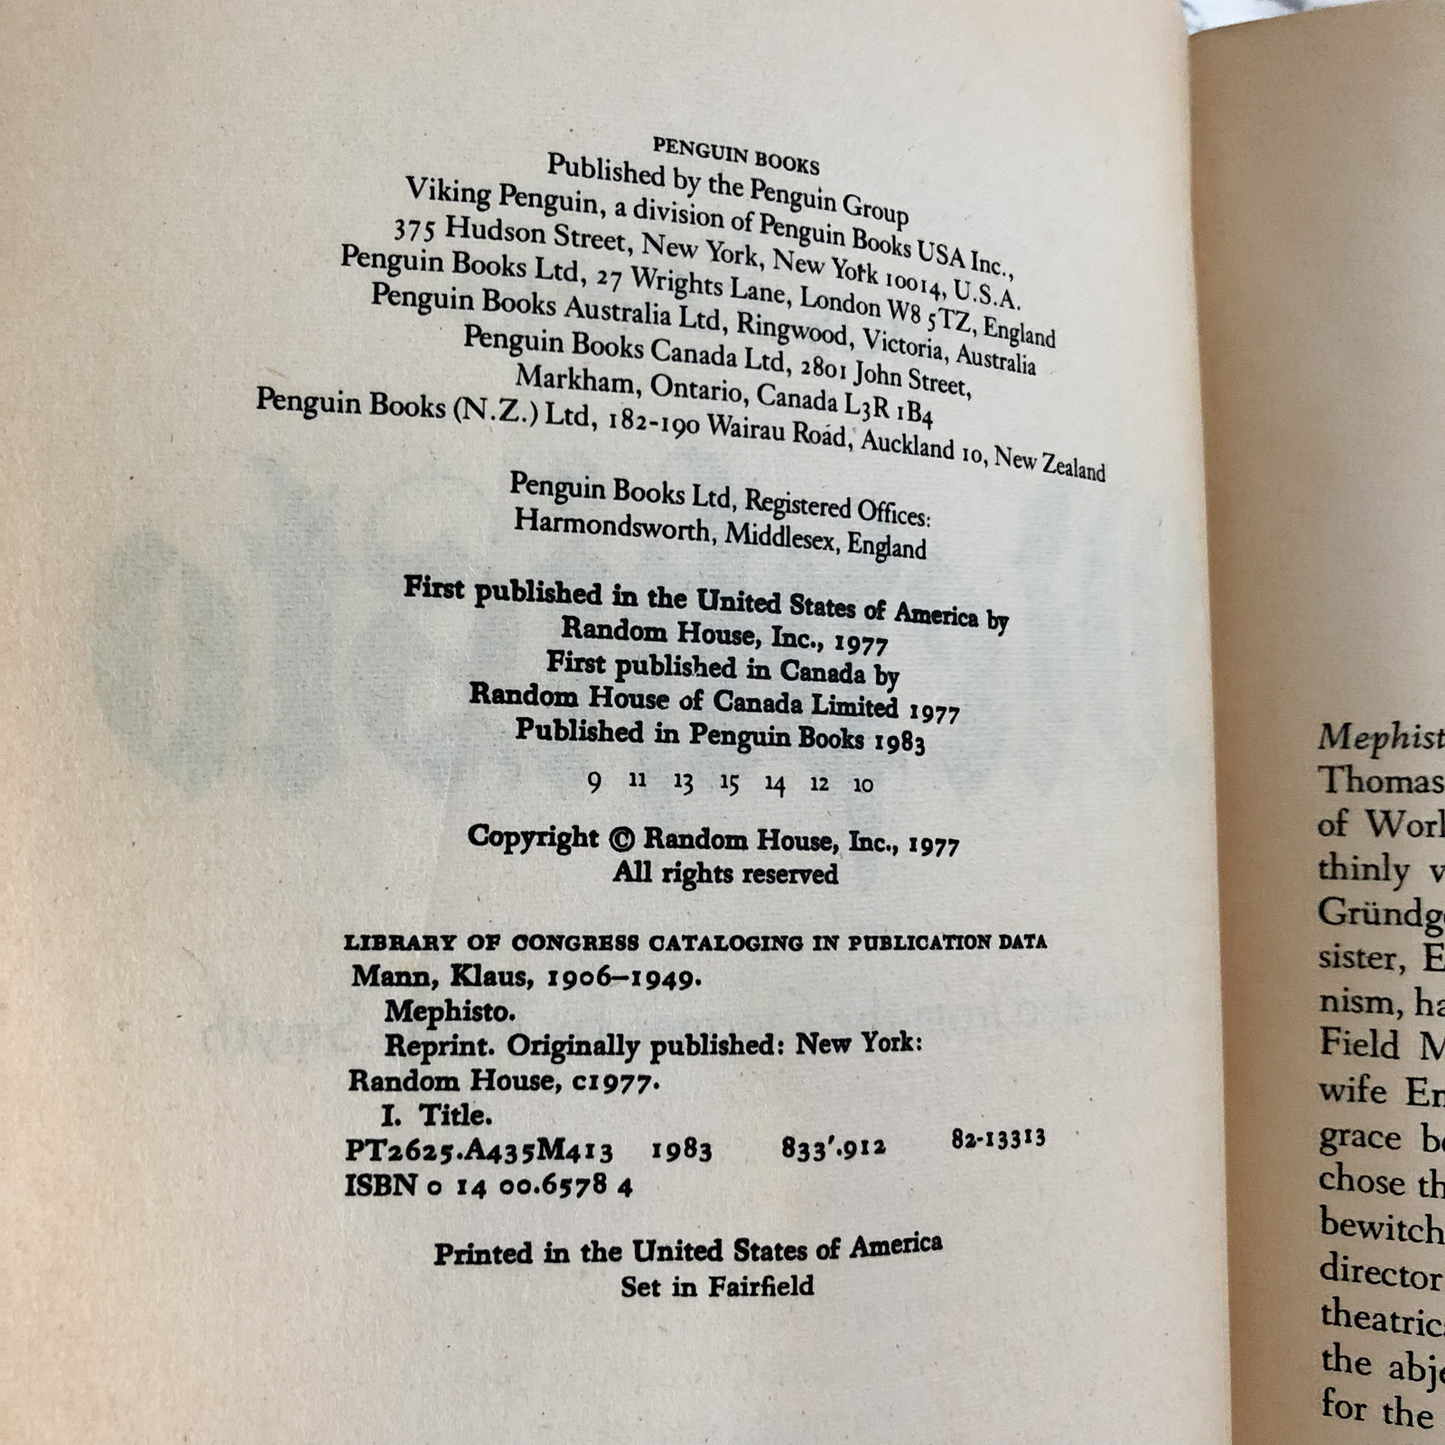 PENGUIN BOOKS
Published by the Penguin Group
Viking Penguin, a division of Penguin Books USA Inc.,
375 Hudson Street, New York, New York 10014, U.S.A.
Penguin Books Ltd, 27 Wrights Lane, London W8 5TZ, England
Penguin Books Australia Ltd, Ringwood, Victoria, Australia
Penguin Books Canada Ltd, 2801 John Street,
Markham, Ontario, Canada L3R 1B4
Penguin Books (N.Z.) Ltd, 182-190 Wairau Road, Auckland 10, New Zealand
Penguin Books Ltd, Registered Offices:
Harmondsworth, Middlesex, England
First published in the United States of America by
Random House, Inc., 1977
First published in Canada by
Random House of Canada Limited 1977
Published in Penguin Books 1983
9 11 13 15 14 12 10
Copyright © Random House, Inc., 1977
All rights reserved
LIBRARY OF CONGRESS CATALOGING IN PUBLICATION DATA
Mann, Klaus, 1906–1949.
Mephisto.
Reprint. Originally published: New York:
Random House, c1977.
I. Title.
PT2625.A435M413 1983 833'.912 82-13313
ISBN 0 14 00.6578 4
Printed in the United States of America
Set in Fairfield
Mephist
Thomas
of Worl
thinly v
Gründge
sister, E
nism, ha
Field M
wife Em
grace be
chose th
bewitch
director
theatric
the abje
for the